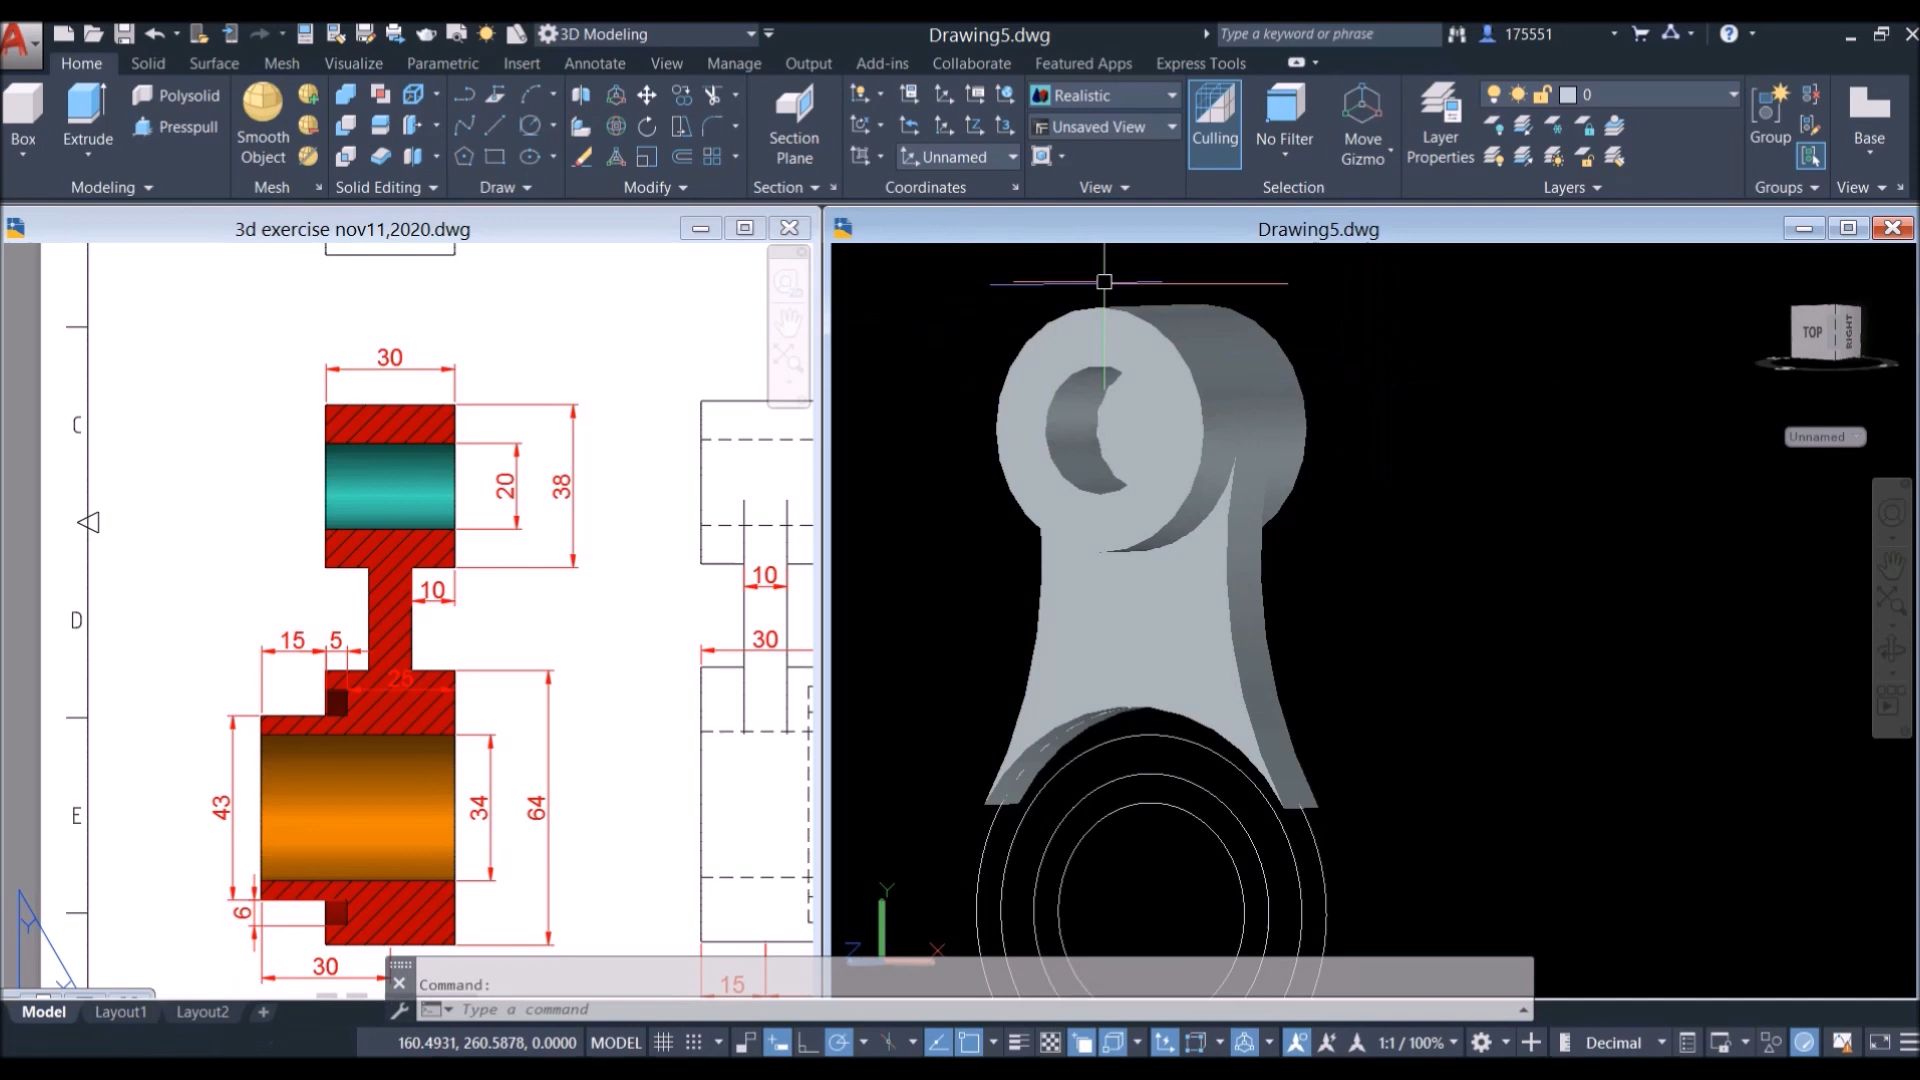 A
3D Modeling
Drawing5.dwg
Type a keyword or phrase
175551
Home Solid Surface Mesh Visualize Parametric Insert Annotate View Manage Output Add-ins Collaborate Featured Apps Express Tools
Box
Extrude
Polysolid
Presspull
Smooth
Object
Section
Plane
Unnamed
Realistic
Unsaved View
Culling
No Filter
Move
Gizmo
Layer
Properties
0
Group
Base
Modeling
Mesh
Solid Editing
Draw
Modify
Section
Coordinates
View
Selection
Layers
Groups
View
3d exercise nov11,2020.dwg
Drawing5.dwg
TOP
RIGHT
Unnamed
C
D
E
30
20
38
10
15
5
25
43
34
64
6
30
10
30
15
Y
Y
X
Z
Command:
Type a command
Model Layout1 Layout2 +
160.4931, 260.5878, 0.0000 MODEL
1:1 / 100%
Decimal